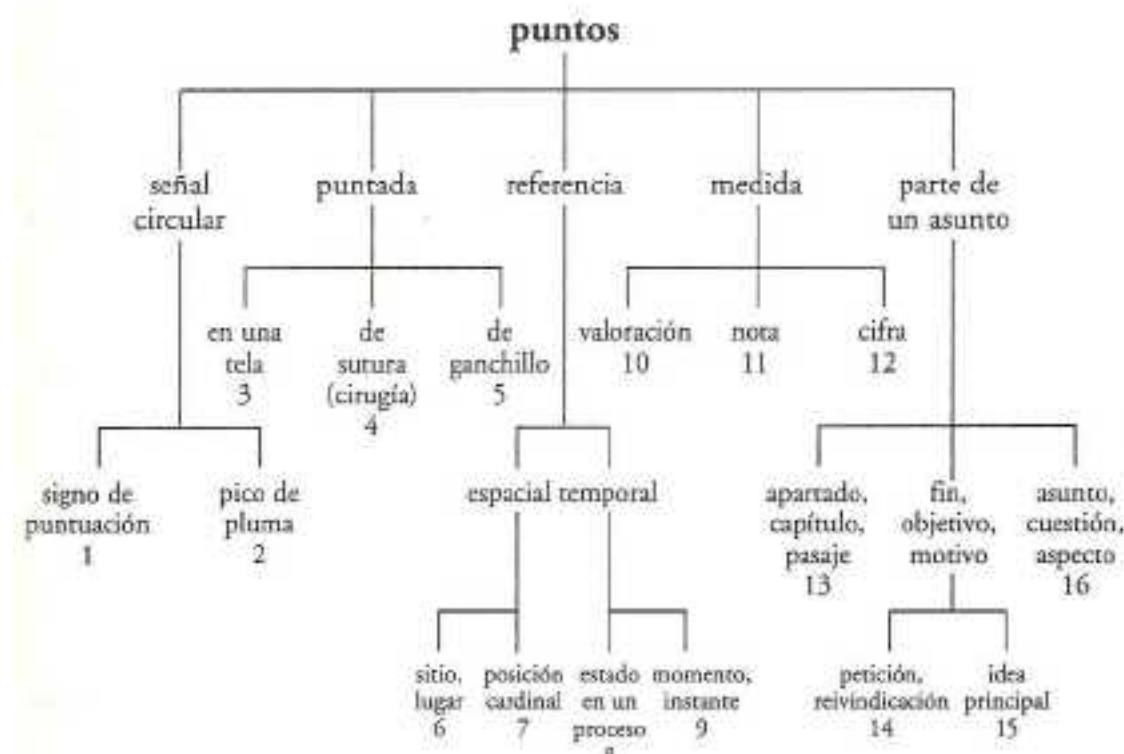 puntos
señal
circular
puntada
referencia
medida
parte de
un asunto
en una
tela
3
de
sutura
(cirugía)
4
de
ganchillo
5
valoración
10
nota
11
cifra
12
signo de
puntuación
1
pico de
pluma
2
espacial temporal
apartado,
capítulo,
pasaje
13
fin,
objetivo,
motivo
asunto,
cuestión,
aspecto
16
sitio,
lugar
6
posición
cardinal
7
estado
en un
proceso
momento,
instante
9
petición,
reivindicación
14
idea
principal
15